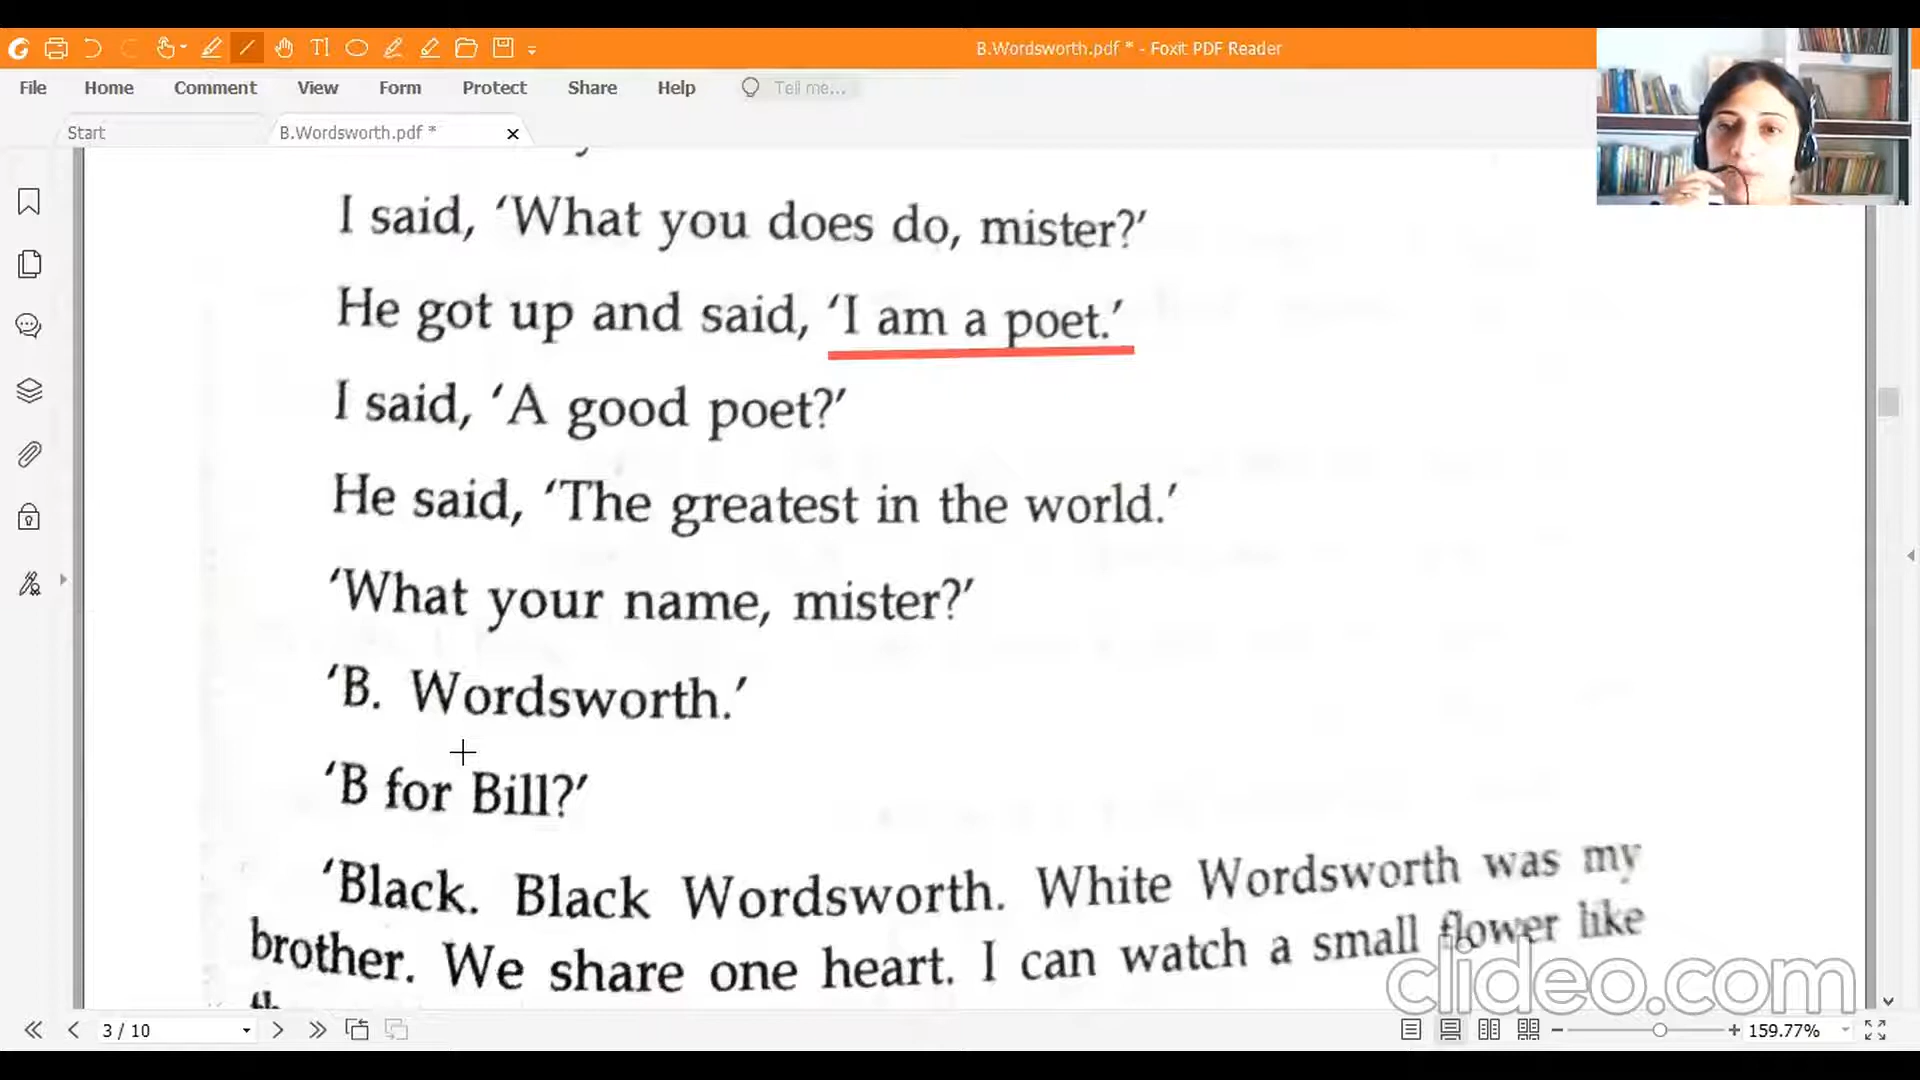 B.Wordsworth.pdf * - Foxit PDF Reader
File Home Comment View Form Protect Share Help Tell me...
Start B.Wordsworth.pdf *
I said, ‘What you does do, mister?’
He got up and said, ‘I am a poet.’
I said, ‘A good poet?’
He said, ‘The greatest in the world.’
‘What your name, mister?’
‘B. Wordsworth.’
‘B for Bill?’
‘Black. Black Wordsworth. White Wordsworth was my
brother. We share one heart. I can watch a small flower like
clideo.com
3 / 10 159.77%